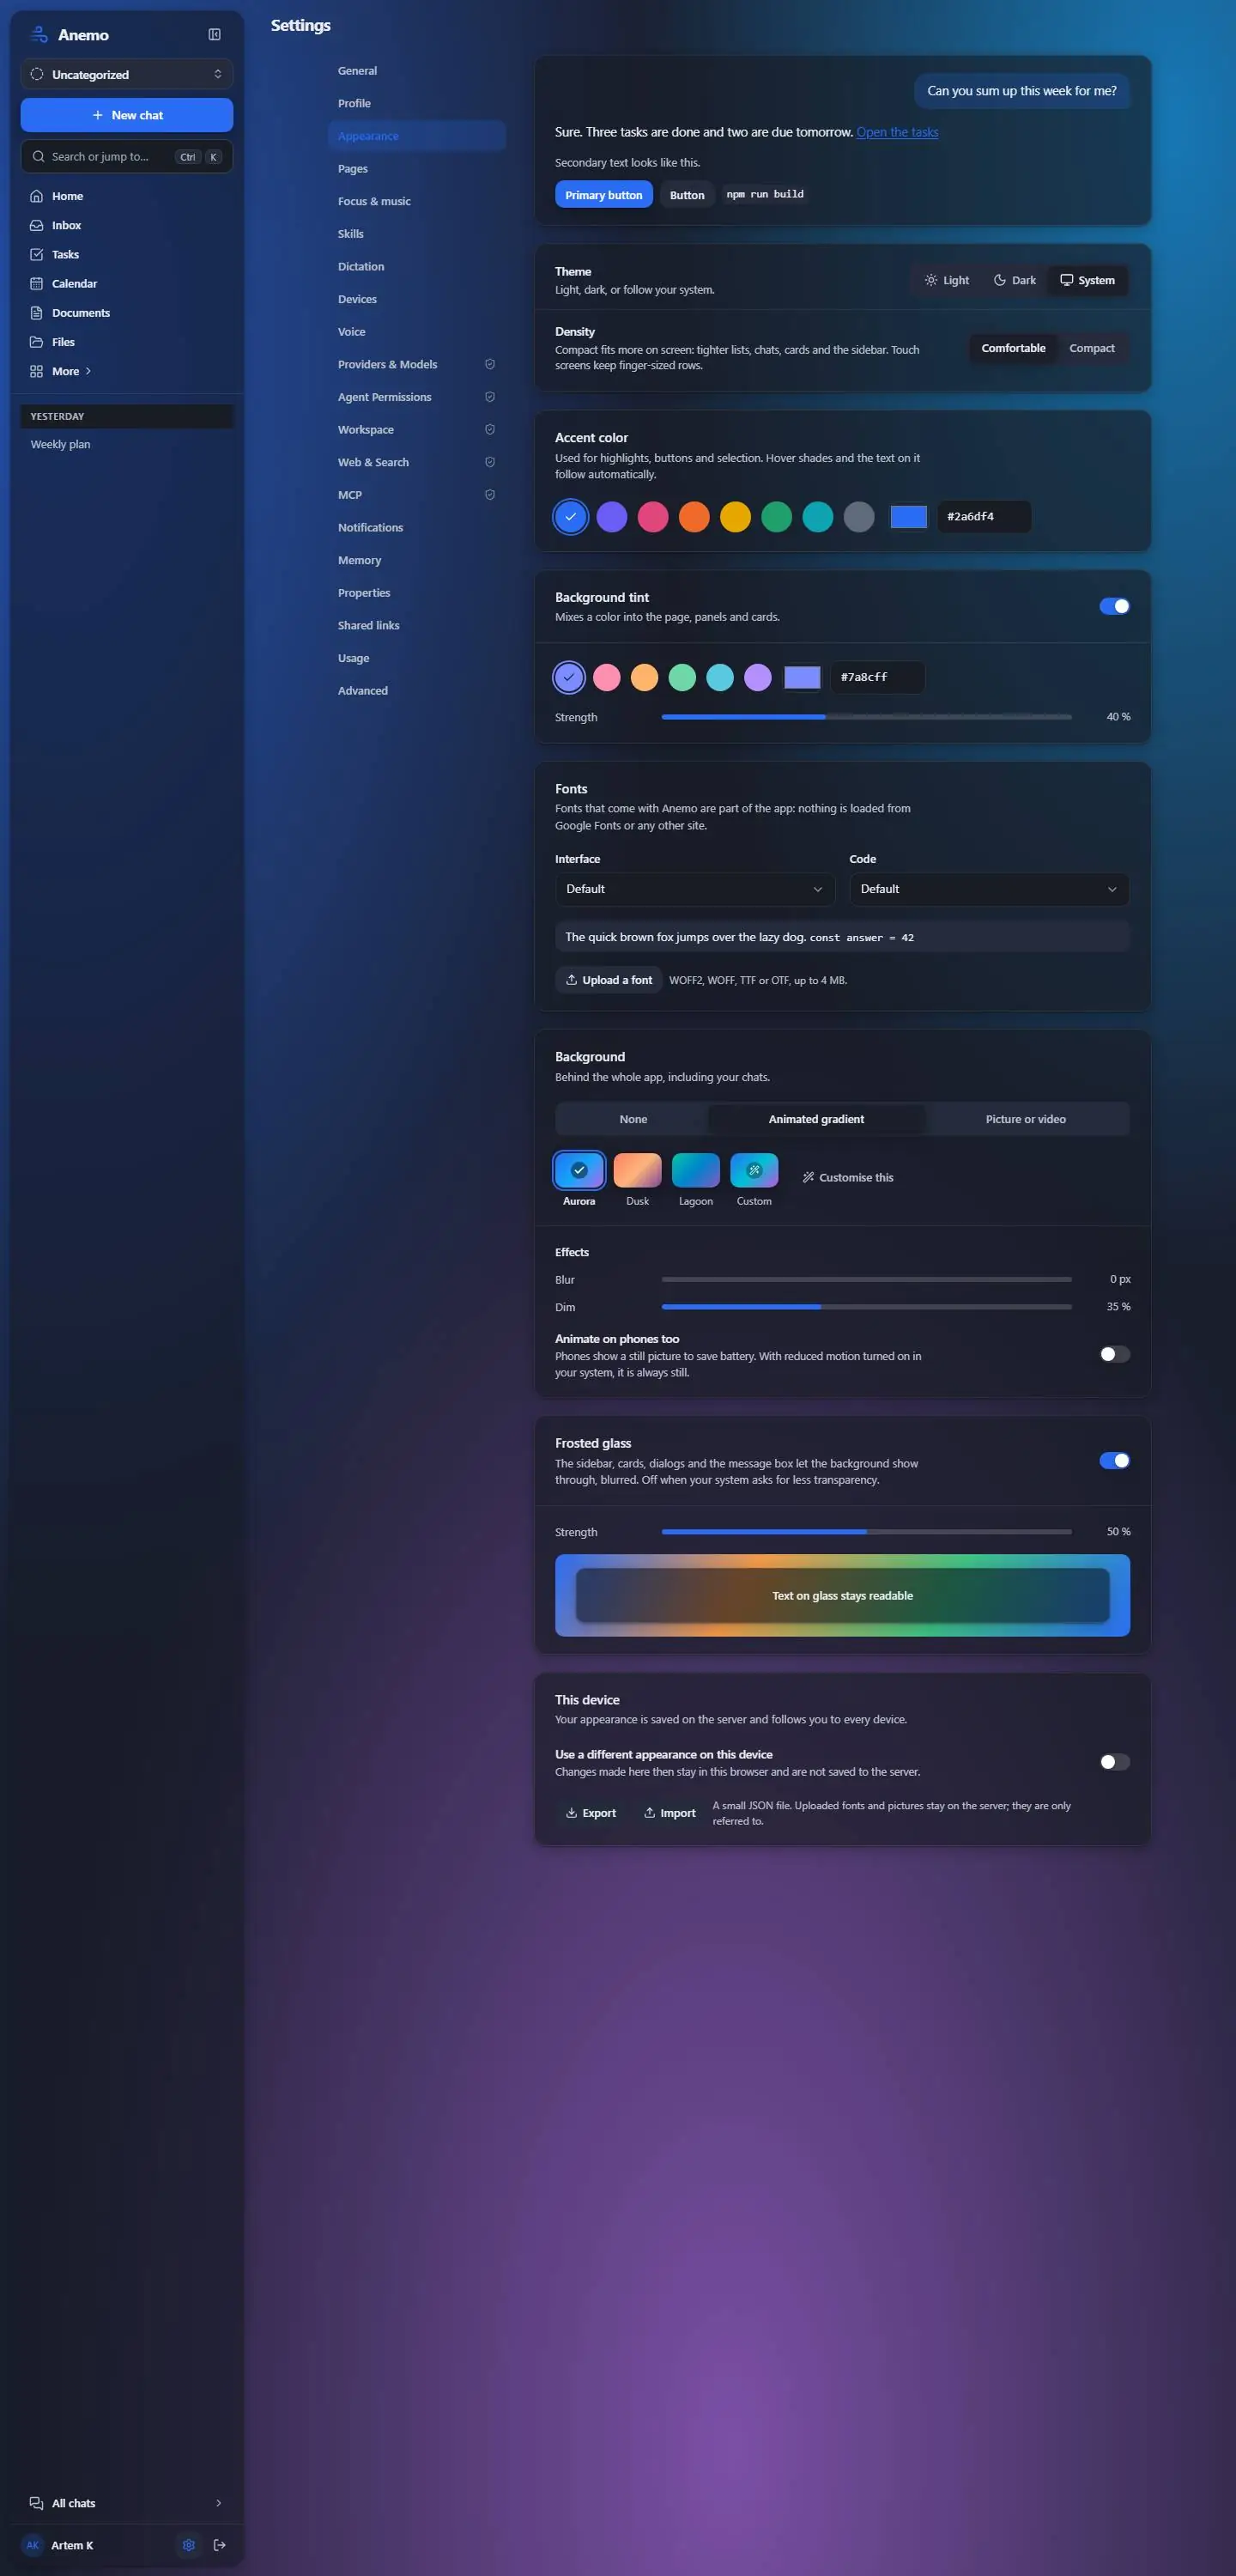 Anemo
Uncategorized
New chat
Search or jump to... Ctrl K
Home
Inbox
Tasks
Calendar
Documents
Files
More
YESTERDAY
Weekly plan
All chats
AK Artem K
Settings
General
Profile
Appearance
Pages
Focus & music
Skills
Dictation
Devices
Voice
Providers & Models
Agent Permissions
Workspace
Web & Search
MCP
Notifications
Memory
Properties
Shared links
Usage
Advanced
Can you sum up this week for me?
Sure. Three tasks are done and two are due tomorrow. Open the tasks
Secondary text looks like this.
Primary button Button npm run build
Theme
Light, dark, or follow your system.
Light Dark System
Density
Compact fits more on screen: tighter lists, chats, cards and the sidebar. Touch
screens keep finger-sized rows.
Comfortable Compact
Accent color
Used for highlights, buttons and selection. Hover shades and the text on it
follow automatically.
#2a6df4
Background tint
Mixes a color into the page, panels and cards.
#7a8cff
Strength 40 %
Fonts
Fonts that come with Anemo are part of the app: nothing is loaded from
Google Fonts or any other site.
Interface Code
Default Default
The quick brown fox jumps over the lazy dog. const answer = 42
Upload a font WOFF2, WOFF, TTF or OTF, up to 4 MB.
Background
Behind the whole app, including your chats.
None Animated gradient Picture or video
Aurora Dusk Lagoon Custom Customise this
Effects
Blur 0 px
Dim 35 %
Animate on phones too
Phones show a still picture to save battery. With reduced motion turned on in
your system, it is always still.
Frosted glass
The sidebar, cards, dialogs and the message box let the background show
through, blurred. Off when your system asks for less transparency.
Strength 50 %
Text on glass stays readable
This device
Your appearance is saved on the server and follows you to every device.
Use a different appearance on this device
Changes made here then stay in this browser and are not saved to the server.
Export Import A small JSON file. Uploaded fonts and pictures stay on the server; they are only
referred to.